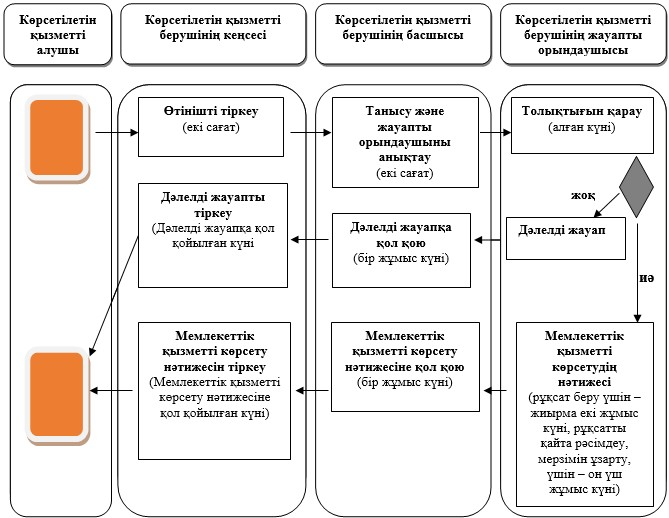 Көрсетілетін
қызметті
алушы
Көрсетілетін қызметті
берушінің кеңсесі
Көрсетілетін қызметті
берушінің басшысы
Көрсетілетін қызметті
берушінің жауапты
орындаушысы
Өтінішті тіркеу
(екі сағат)
Танысу және
жауапты
орындаушыны
анықтау
(екі сағат)
Толықтығын қарау
(алған күні)
жоқ
Дәлелді жауапты
тіркеу
(Дәлелді жауапқа қол
қойылған күні
Дәлелді жауапқа
қол қою
(бір жұмыс күні)
Дәлелді жауап
иә
Мемлекеттік
қызметті көрсету
нәтижесін тіркеу
(Мемлекеттік қызметті
көрсету нәтижесіне
қол қойылған күні)
Мемлекеттік
қызметті көрсету
нәтижесіне қол қою
(бір жұмыс күні)
Мемлекеттік
қызметті
көрсетудің
нәтижесі
(рұқсат беру үшін –
жиырма екі жұмыс
күні, рұқсатты
қайта рәсімдеу,
мерзімін ұзарту,
үшін – он үш
жұмыс күні)